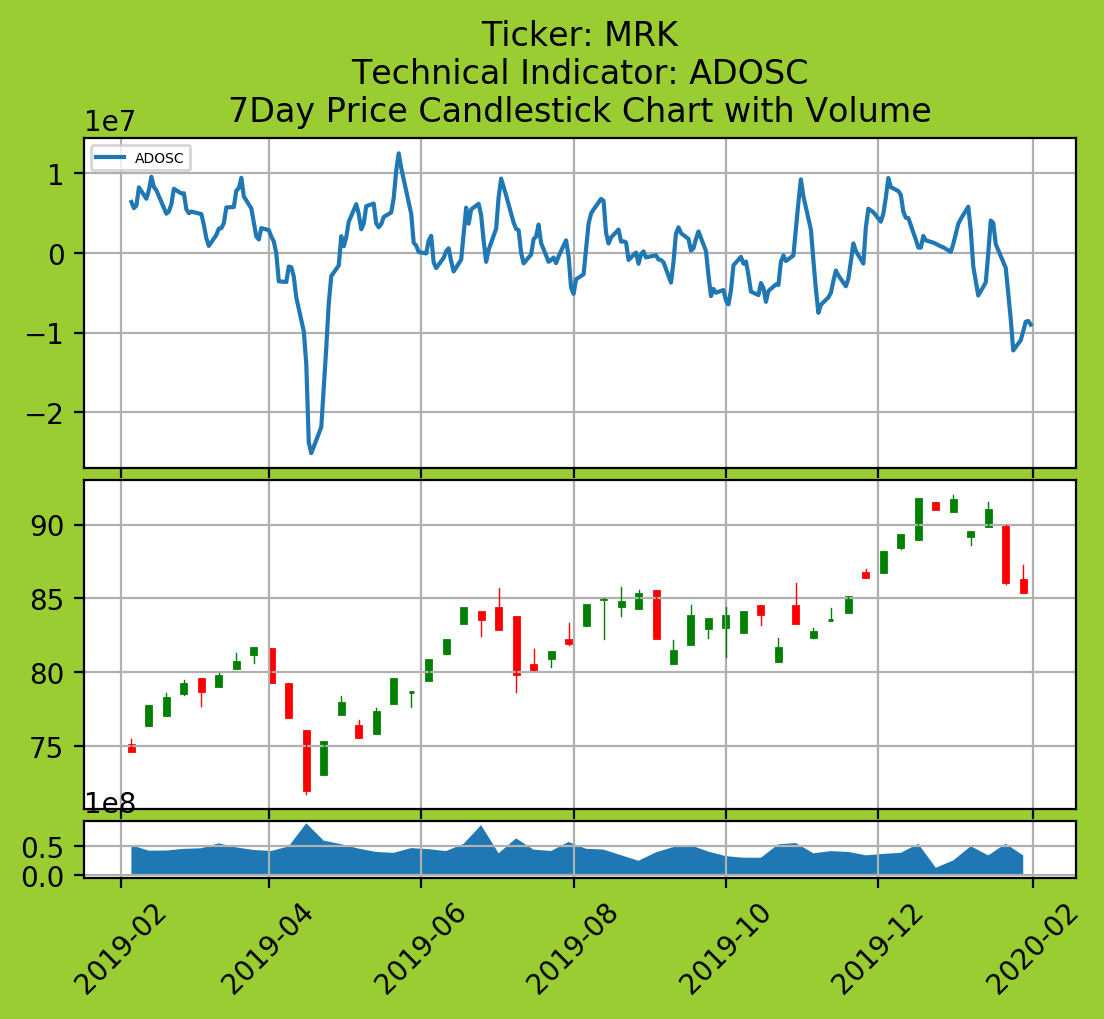 Ticker: MRK
Technical Indicator: ADOSC
7Day Price Candlestick Chart with Volume
1e7
ADOSC
1
0
−1
−2
90
85
80
75
1e8
0.5
0.0
2019-02
2019-04
2019-06
2019-08
2019-10
2019-12
2020-02